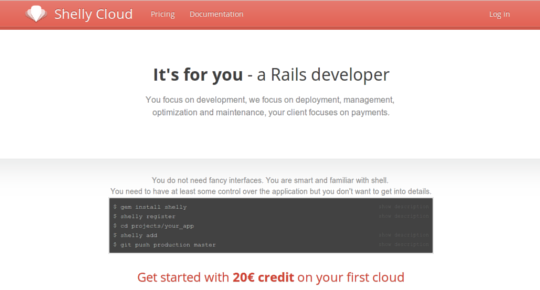 Shelly Cloud Pricing Documentation Log in
It's for you - a Rails developer
You focus on development, we focus on deployment, management,
optimization and maintenance, your client focuses on payments.
You do not need fancy interfaces. You are smart and familiar with shell.
You need to have at least some control over the application but you don't want to get into details.
$ gem install shelly
$ shelly register
$ cd projects/your_app
$ shelly add
$ git push production master
Get started with 20€ credit on your first cloud